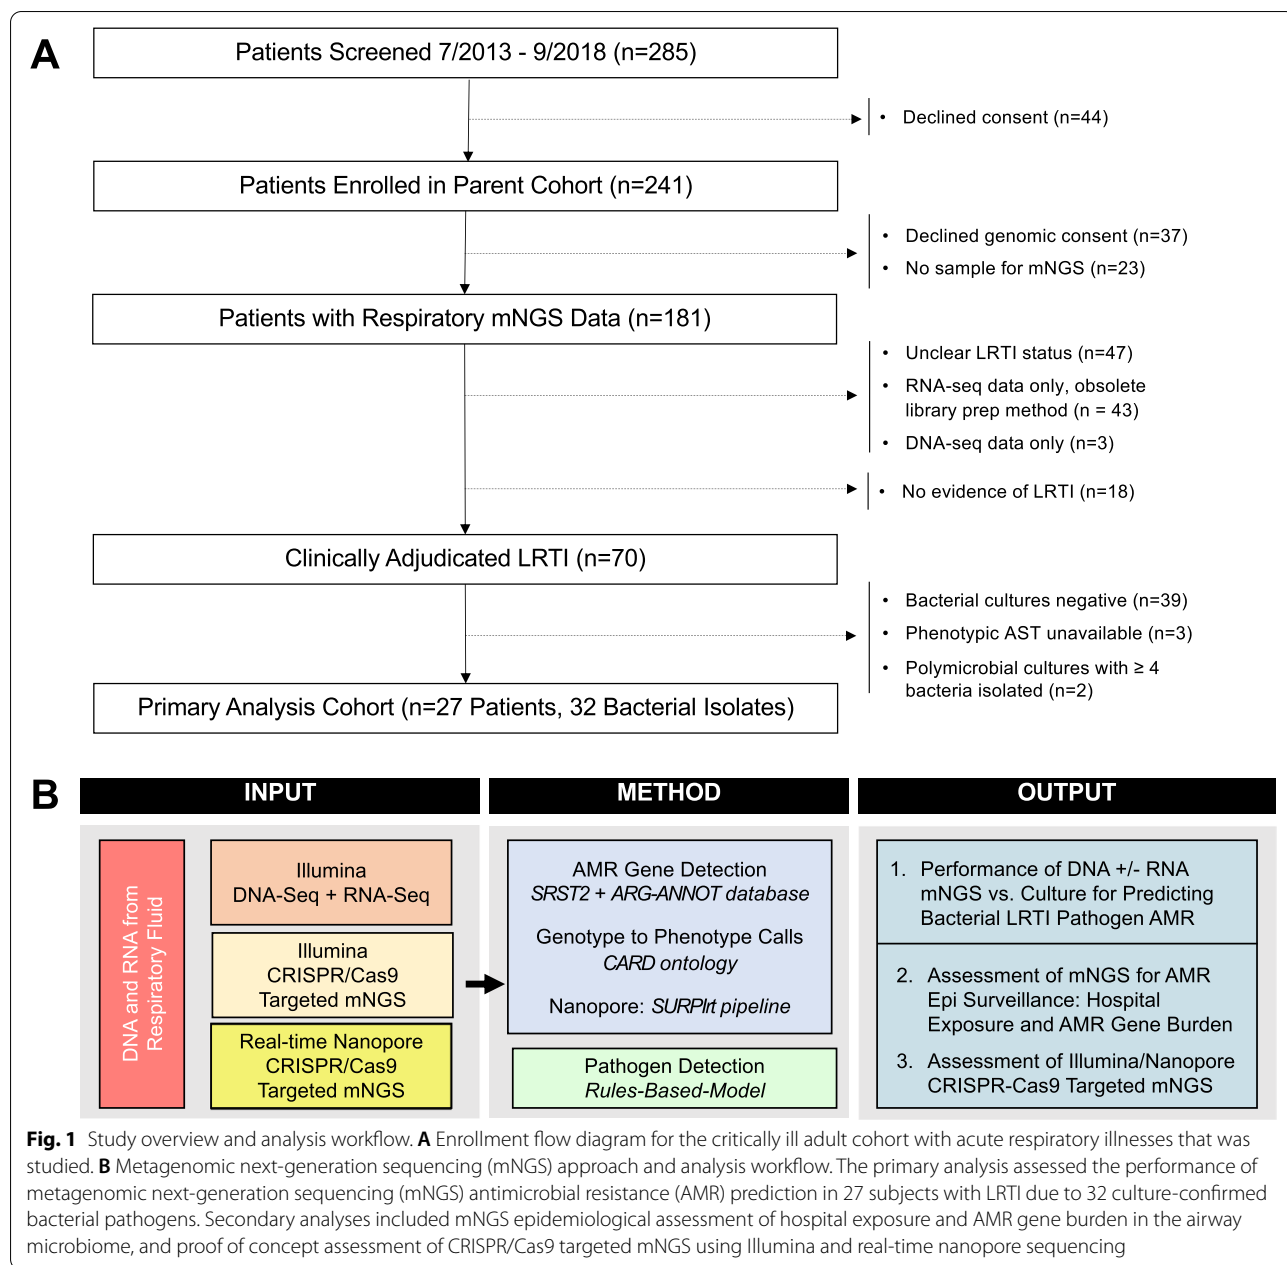 A
Patients Screened 7/2013 - 9/2018 (n=285)
• Declined consent (n=44)
Patients Enrolled in Parent Cohort (n=241)
• Declined genomic consent (n=37)
• No sample for mNGS (n=23)
Patients with Respiratory mNGS Data (n=181)
• Unclear LRTI status (n=47)
• RNA-seq data only, obsolete
library prep method (n = 43)
• DNA-seq data only (n=3)
• No evidence of LRTI (n=18)
Clinically Adjudicated LRTI (n=70)
• Bacterial cultures negative (n=39)
• Phenotypic AST unavailable (n=3)
• Polymicrobial cultures with ≥ 4
bacteria isolated (n=2)
Primary Analysis Cohort (n=27 Patients, 32 Bacterial Isolates)
B
INPUT
DNA and RNA from
Respiratory Fluid
Illumina
DNA-Seq + RNA-Seq
Illumina
CRISPR/Cas9
Targeted mNGS
Real-time Nanopore
CRISPR/Cas9
Targeted mNGS
METHOD
AMR Gene Detection
SRST2 + ARG-ANNOT database
Genotype to Phenotype Calls
CARD ontology
Nanopore: SURPIrt pipeline
Pathogen Detection
Rules-Based-Model
OUTPUT
1. Performance of DNA +/- RNA
mNGS vs. Culture for Predicting
Bacterial LRTI Pathogen AMR
2. Assessment of mNGS for AMR
Epi Surveillance: Hospital
Exposure and AMR Gene Burden
3. Assessment of Illumina/Nanopore
CRISPR-Cas9 Targeted mNGS
Fig. 1 Study overview and analysis workflow. A Enrollment flow diagram for the critically ill adult cohort with acute respiratory illnesses that was
studied. B Metagenomic next-generation sequencing (mNGS) approach and analysis workflow. The primary analysis assessed the performance of
metagenomic next-generation sequencing (mNGS) antimicrobial resistance (AMR) prediction in 27 subjects with LRTI due to 32 culture-confirmed
bacterial pathogens. Secondary analyses included mNGS epidemiological assessment of hospital exposure and AMR gene burden in the airway
microbiome, and proof of concept assessment of CRISPR/Cas9 targeted mNGS using Illumina and real-time nanopore sequencing